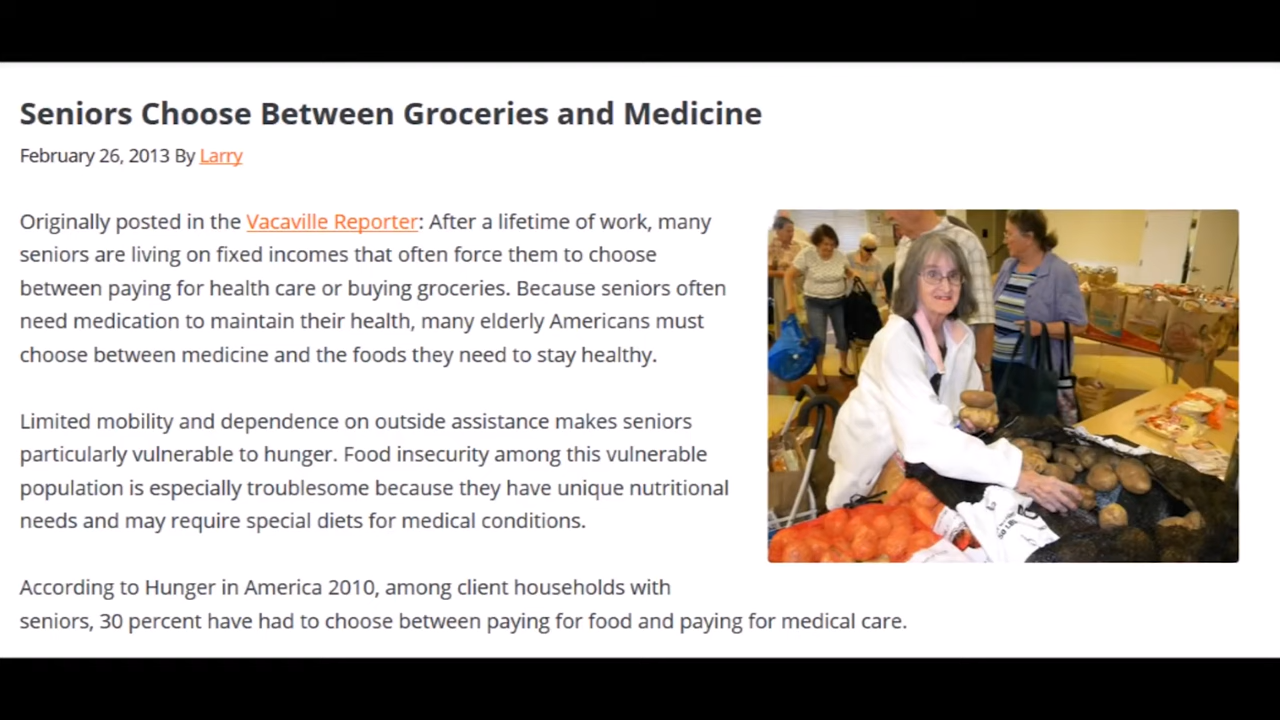 Seniors Choose Between Groceries and Medicine
February 26, 2013 By Larry
Originally posted in the Vacaville Reporter: After a lifetime of work, many
seniors are living on fixed incomes that often force them to choose
between paying for health care or buying groceries. Because seniors often
need medication to maintain their health, many elderly Americans must
choose between medicine and the foods they need to stay healthy.
Limited mobility and dependence on outside assistance makes seniors
particularly vulnerable to hunger. Food insecurity among this vulnerable
population is especially troublesome because they have unique nutritional
needs and may require special diets for medical conditions.
According to Hunger in America 2010, among client households with
seniors, 30 percent have had to choose between paying for food and paying for medical care.